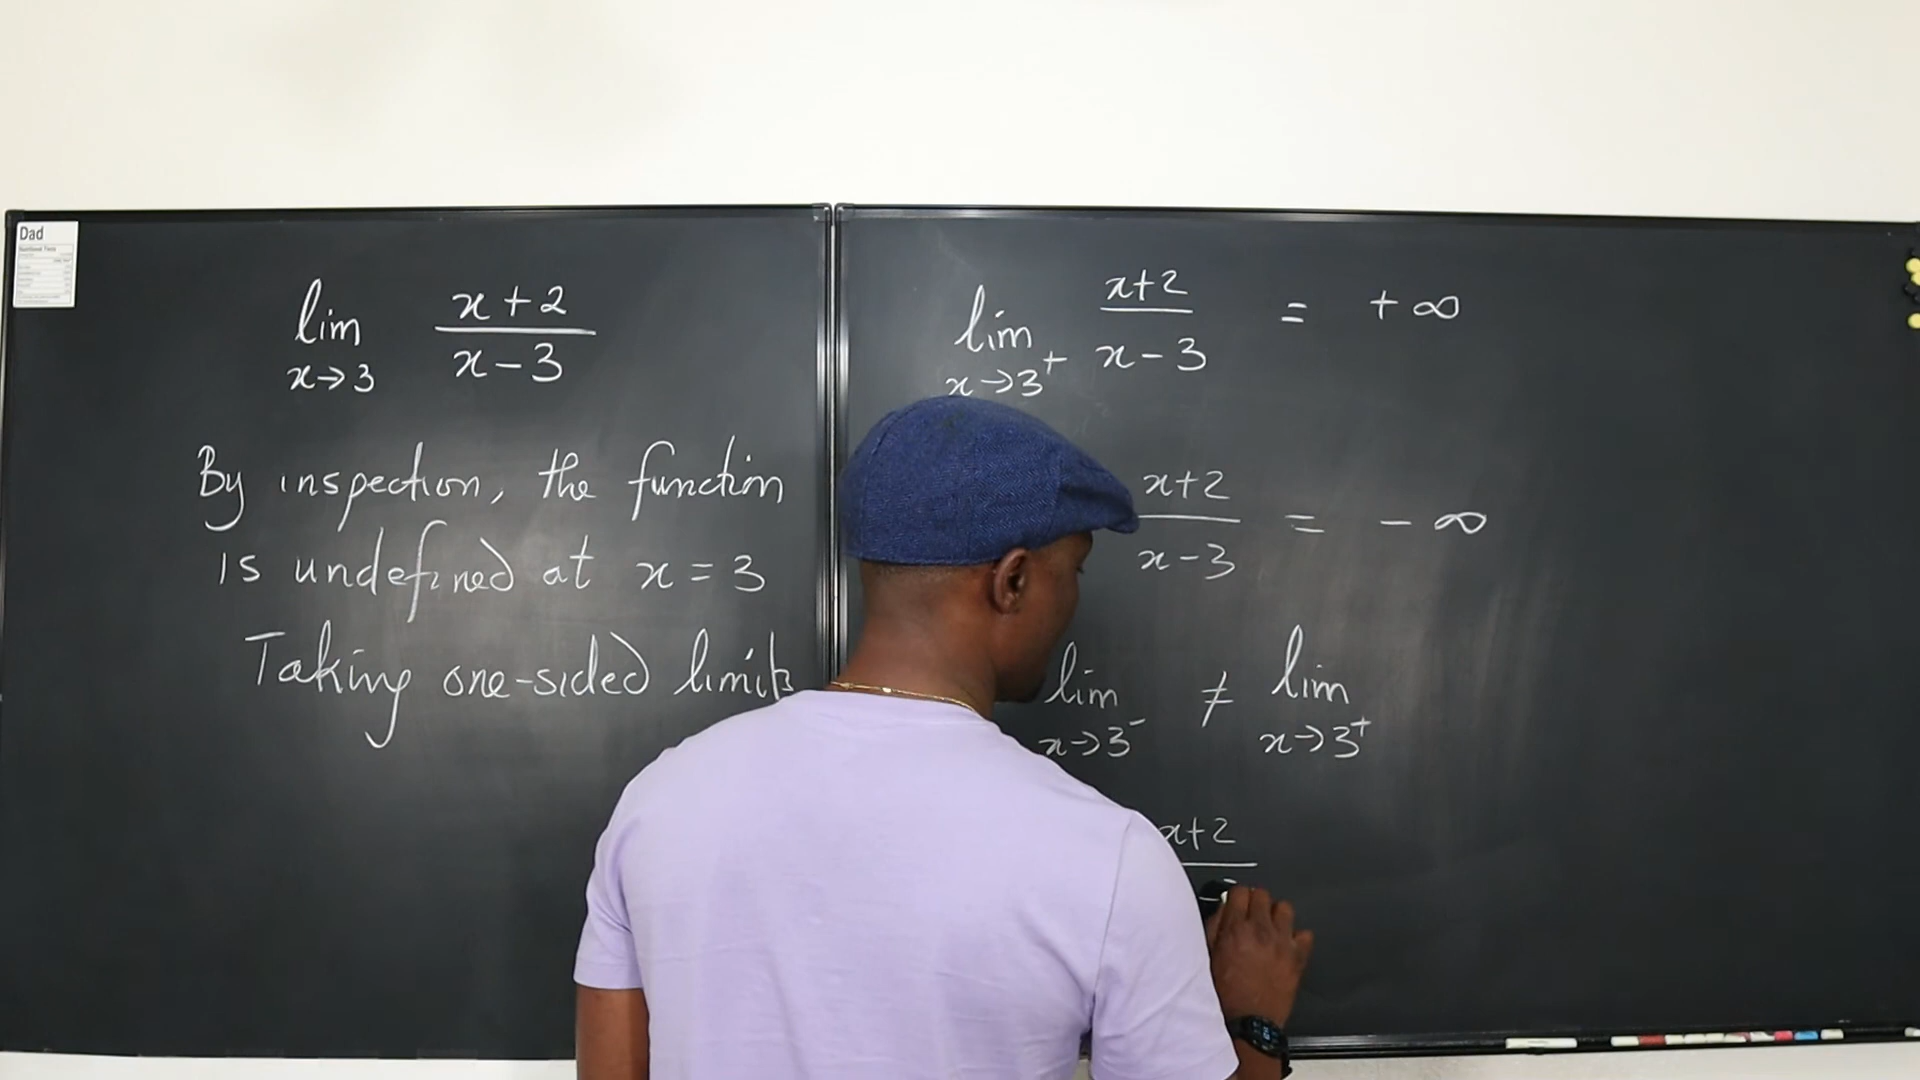 Dad
lim x→3 x+2 / x-3
By inspection, the function
is undefined at x = 3
Taking one-sided limits
lim x→3⁺ x+2 / x-3 = +∞
x+2 / x-3 = -∞
lim x→3⁻ ≠ lim x→3⁺
x+2